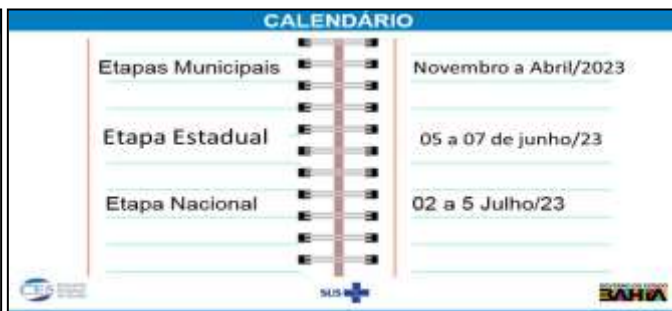 CALENDÁRIO
Etapas Municipais Novembro a Abril/2023
Etapa Estadual 05 a 07 de junho/23
Etapa Nacional 02 a 5 Julho/23
CES SUS BAHIA